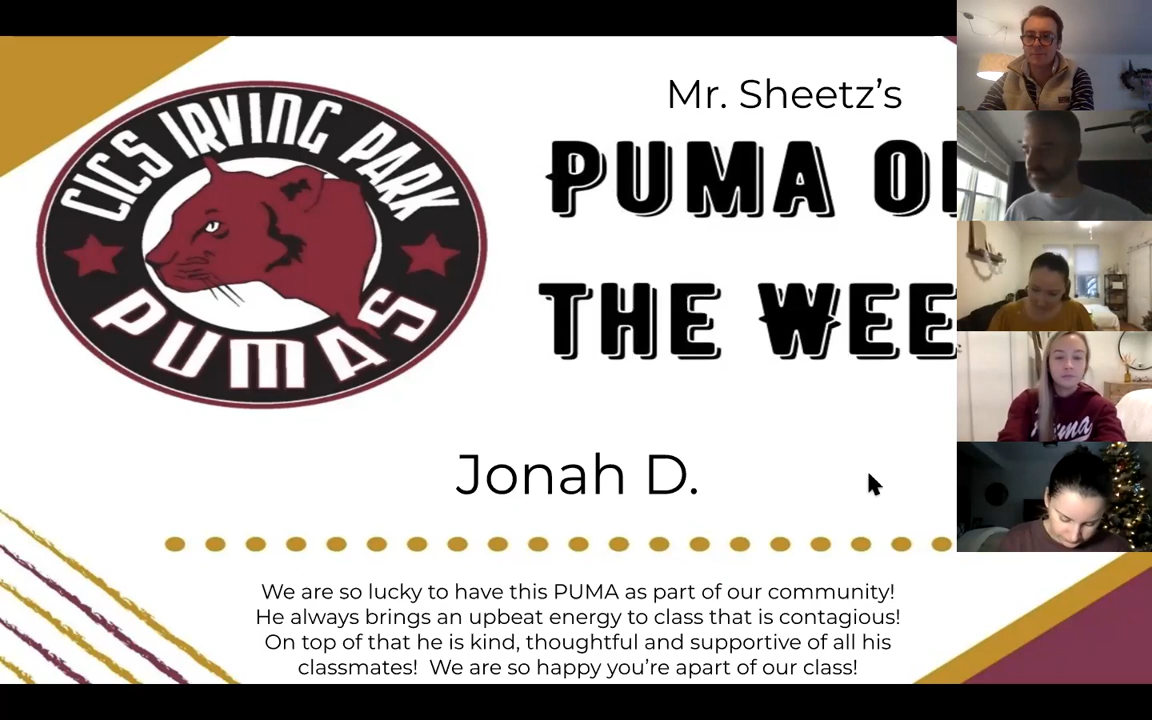 CICS IRVING PARK
PUMAS
Mr. Sheetz’s
PUMA O
THE WEE
Jonah D.
We are so lucky to have this PUMA as part of our community!
He always brings an upbeat energy to class that is contagious!
On top of that he is kind, thoughtful and supportive of all his
classmates!  We are so happy you’re apart of our class!